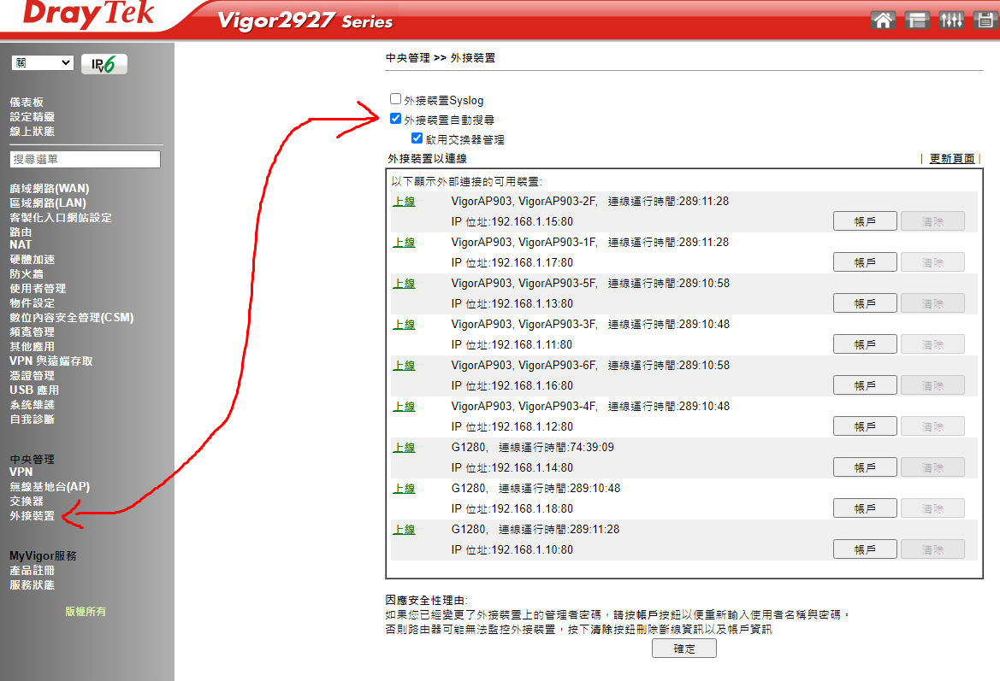 DrayTek Vigor2927 Series
關 IPv6
儀表板
設定精靈
線上狀態
搜尋選單
廣域網路(WAN)
區域網路(LAN)
客製化入口網站設定
路由
NAT
硬體加速
防火牆
使用者管理
物件設定
數位內容安全管理(CSM)
頻寬管理
其他應用
VPN 與遠端存取
憑證管理
USB 應用
系統維護
自我診斷
中央管理
VPN
無線基地台(AP)
交換器
外接裝置
MyVigor服務
產品註冊
服務狀態
版權所有
中央管理 >> 外接裝置
外接裝置Syslog
外接裝置自動搜尋
啟用交換器管理
外接裝置以連線 | 更新頁面 |
以下顯示外部連接的可用裝置:
上線 VigorAP903, VigorAP903-2F, 連線運行時間:289:11:28
IP 位址:192.168.1.15:80 帳戶 清除
上線 VigorAP903, VigorAP903-1F, 連線運行時間:289:11:28
IP 位址:192.168.1.17:80 帳戶 清除
上線 VigorAP903, VigorAP903-5F, 連線運行時間:289:10:58
IP 位址:192.168.1.13:80 帳戶 清除
上線 VigorAP903, VigorAP903-3F, 連線運行時間:289:10:48
IP 位址:192.168.1.11:80 帳戶 清除
上線 VigorAP903, VigorAP903-6F, 連線運行時間:289:10:58
IP 位址:192.168.1.16:80 帳戶 清除
上線 VigorAP903, VigorAP903-4F, 連線運行時間:289:10:48
IP 位址:192.168.1.12:80 帳戶 清除
上線 G1280, 連線運行時間:74:39:09
IP 位址:192.168.1.14:80 帳戶 清除
上線 G1280, 連線運行時間:289:10:48
IP 位址:192.168.1.18:80 帳戶 清除
上線 G1280, 連線運行時間:289:11:28
IP 位址:192.168.1.10:80 帳戶 清除
因應安全性理由:
如果您已經變更了外接裝置上的管理者密碼，請按帳戶按鈕以便重新輸入使用者名稱與密碼。
否則路由器可能無法監控外接裝置，按下清除按鈕刪除斷線資訊以及帳戶資訊
確定